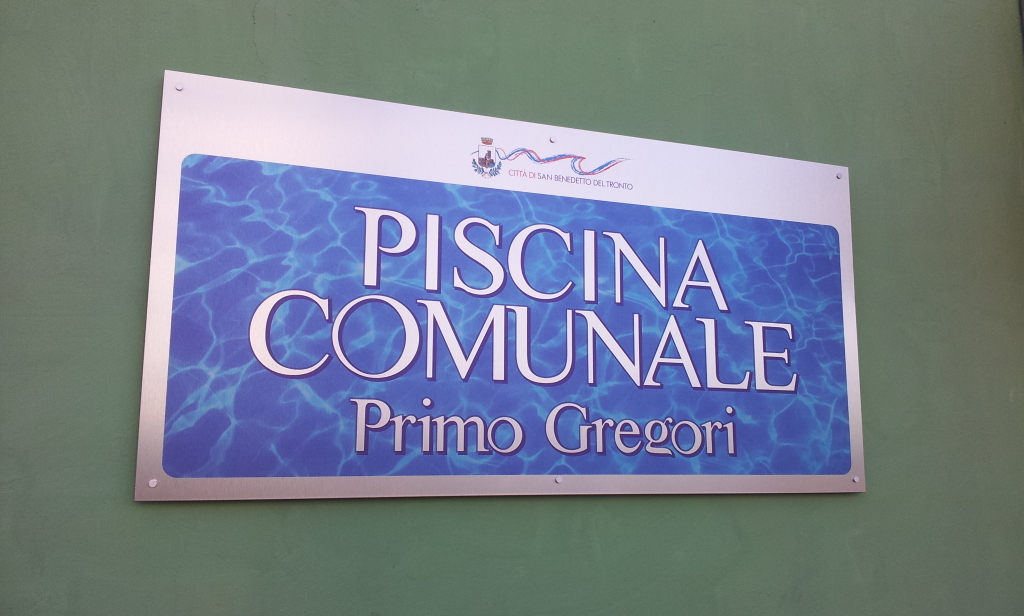 CITTÀ DI SAN BENEDETTO DEL TRONTO
PISCINA
COMUNALE
Primo Gregori